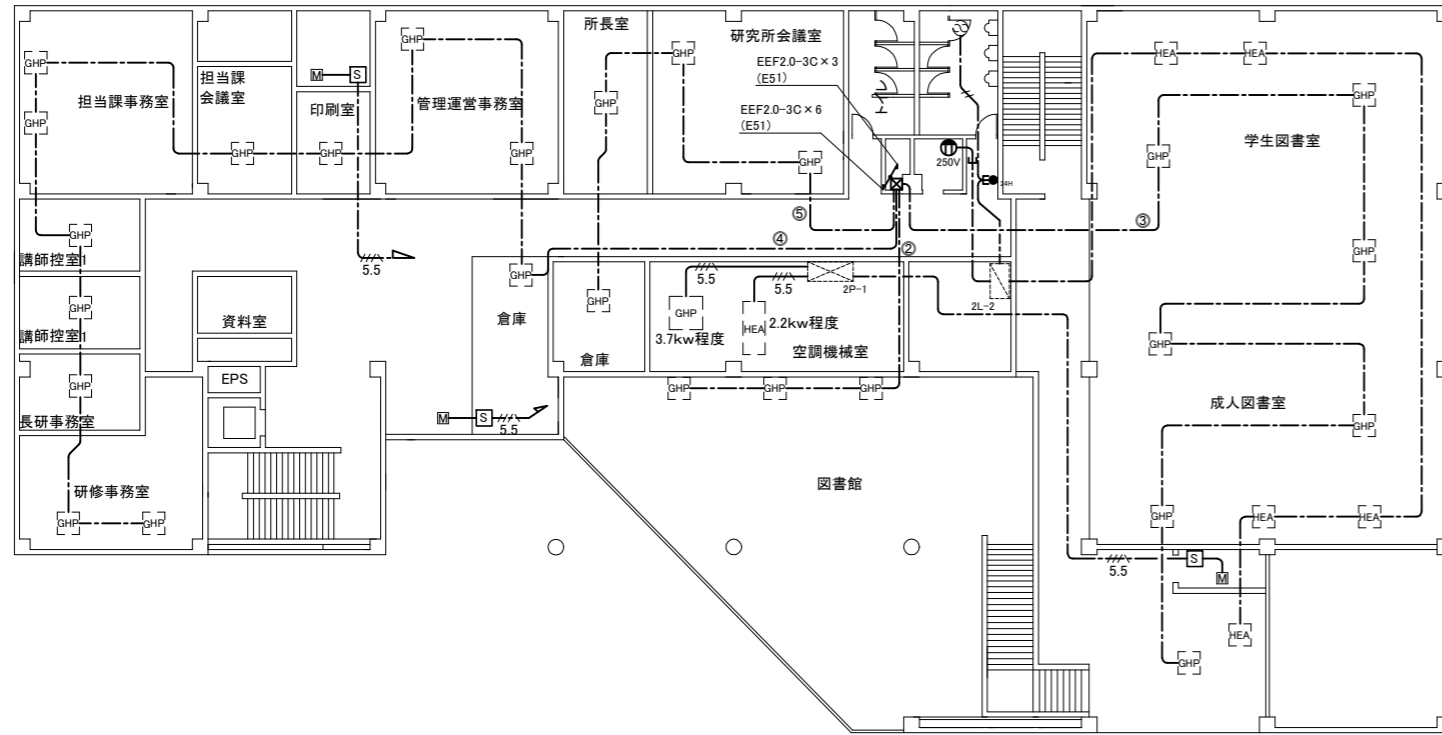 所長室
研究所会議室
EEF2.0-3C×3
(E51)
EEF2.0-3C×6
(E51)
GHP
GHP
GHP
HEA
HEA
GHP
担当課
会議室
M
S
担当課事務室
印刷室
管理運営事務室
GHP
GHP
学生図書室
GHP
GHP
GHP
GHP
GHP
GHP
250V
GHP
E
24H
⑤
③
④
②
GHP
講師控室1
5.5
GHP
GHP
5.5
5.5
2P-1
2L-2
GHP
GHP
講師控室1
資料室
倉庫
GHP
3.7kw程度
HEA
2.2kw程度
空調機械室
倉庫
GHP
EPS
GHP
長研事務室
GHP
GHP
GHP
成人図書室
M
S
5.5
GHP
研修事務室
図書館
GHP
GHP
GHP
HEA
HEA
5.5
S
M
HEA
GHP